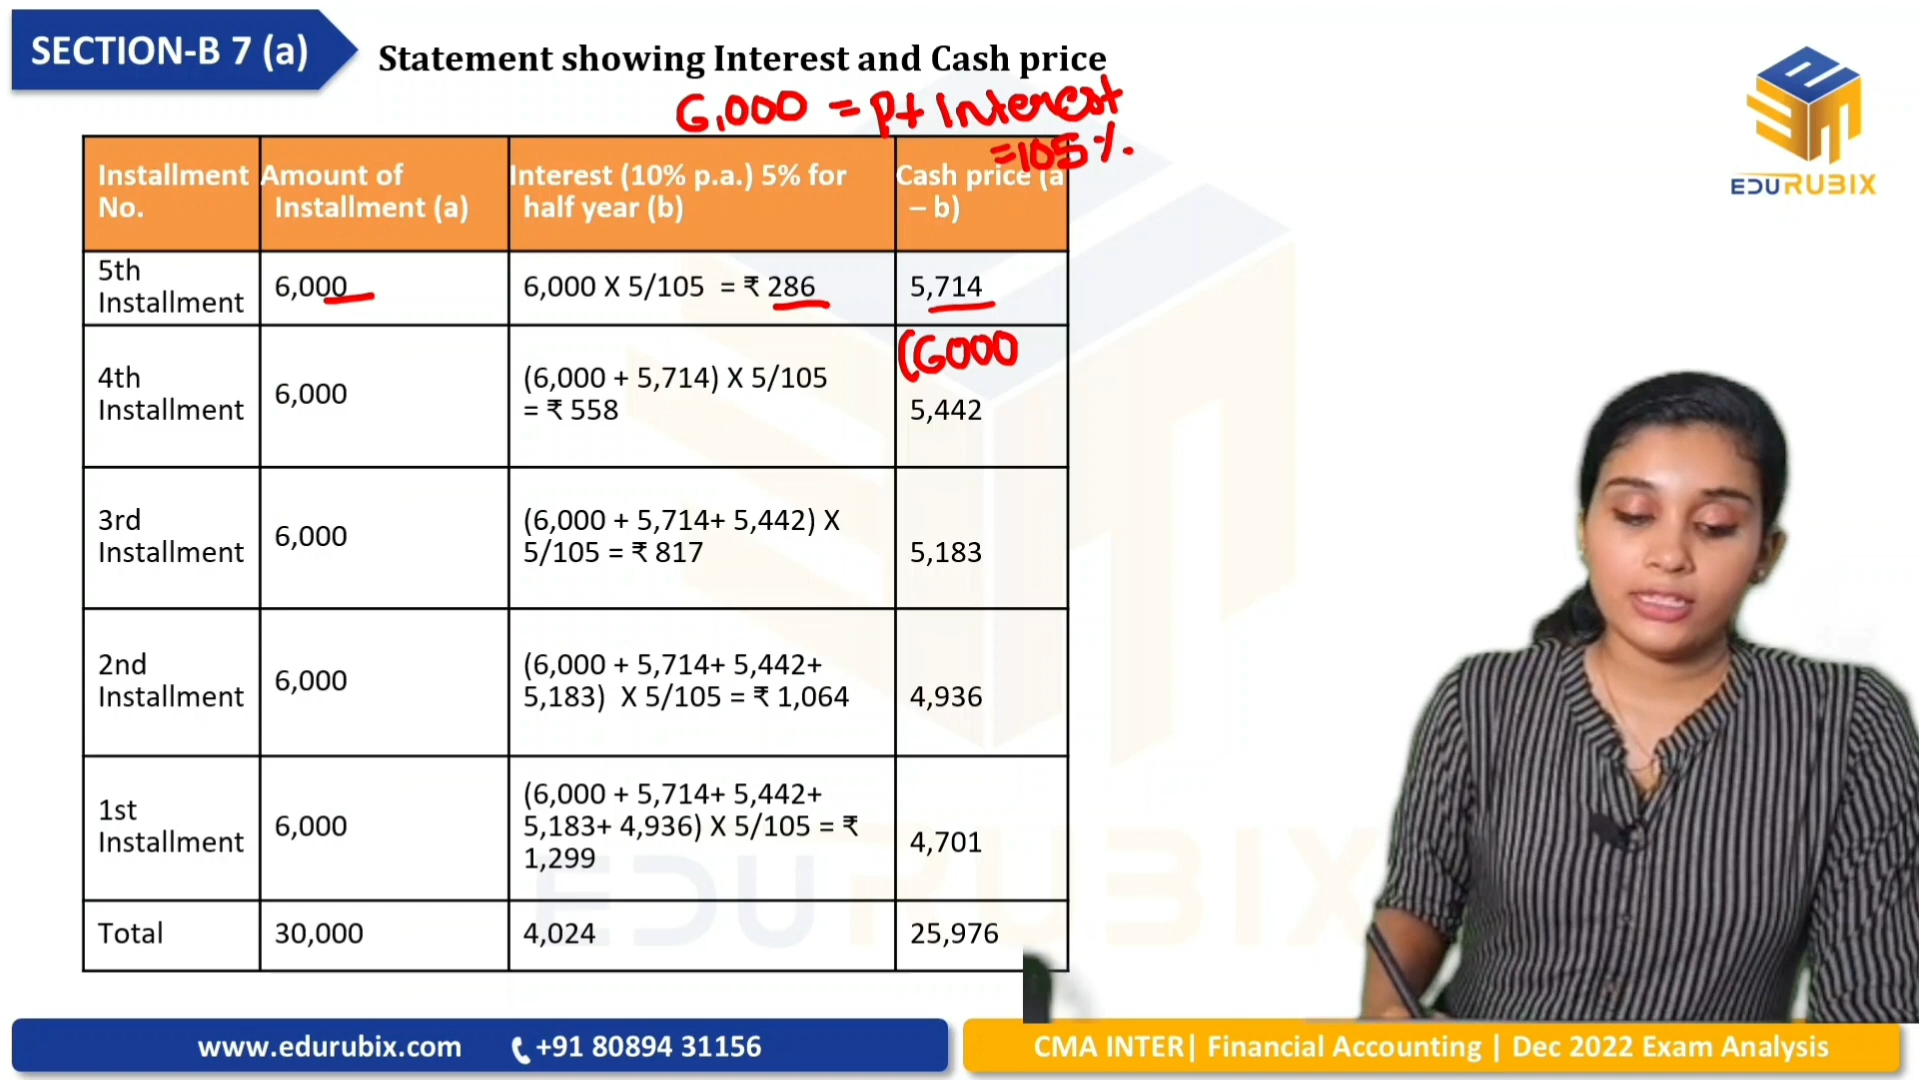 SECTION-B 7 (a)
Statement showing Interest and Cash price
6,000 = P+ Interest
=105%
EDURUBIX
Installment No.
Amount of Installment (a)
Interest (10% p.a.) 5% for half year (b)
Cash price (a – b)
5th Installment
6,000
6,000 X 5/105 = ₹ 286
5,714
(6000
4th Installment
6,000
(6,000 + 5,714) X 5/105
= ₹ 558
5,442
3rd Installment
6,000
(6,000 + 5,714+ 5,442) X
5/105 = ₹ 817
5,183
2nd Installment
6,000
(6,000 + 5,714+ 5,442+
5,183) X 5/105 = ₹ 1,064
4,936
1st Installment
6,000
(6,000 + 5,714+ 5,442+
5,183+ 4,936) X 5/105 = ₹
1,299
4,701
Total
30,000
4,024
25,976
EDURUBIX
www.edurubix.com +91 80894 31156
CMA INTER| Financial Accounting | Dec 2022 Exam Analysis